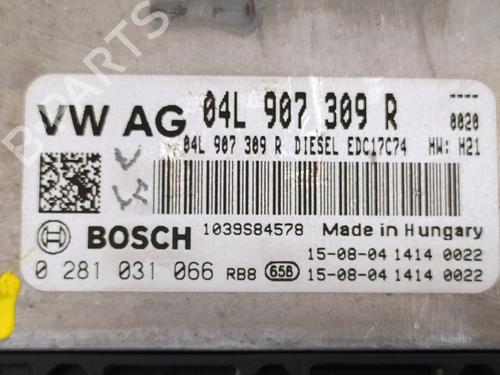 VW AG 04L 907 309 R
----
0020
04L 907 309 R DIESEL EDC17C74 HW: H21
BOSCH 1039S84578 Made in Hungary
0 281 031 066 RB8 658 15-08-04 1414 0022
15-08-04 1414 0022
B-PARTS